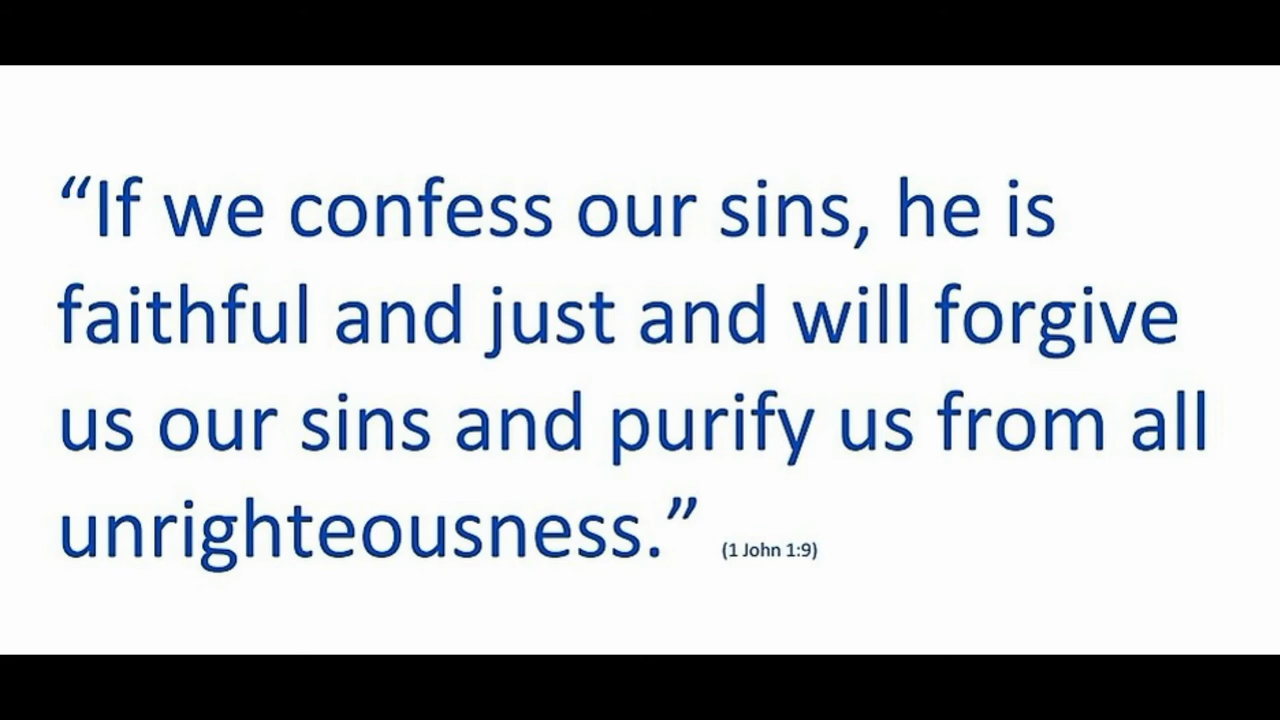 “If we confess our sins, he is
faithful and just and will forgive
us our sins and purify us from all
unrighteousness.” (1 John 1:9)